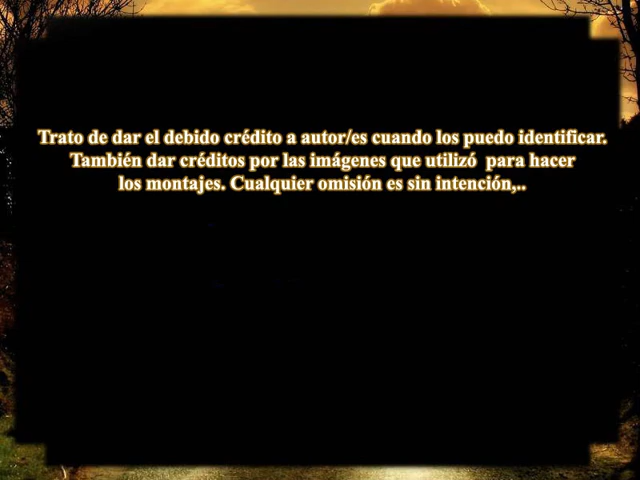 Trato de dar el debido crédito a autor/es cuando los puedo identificar.
También dar créditos por las imágenes que utilizó  para hacer
los montajes. Cualquier omisión es sin intención,..